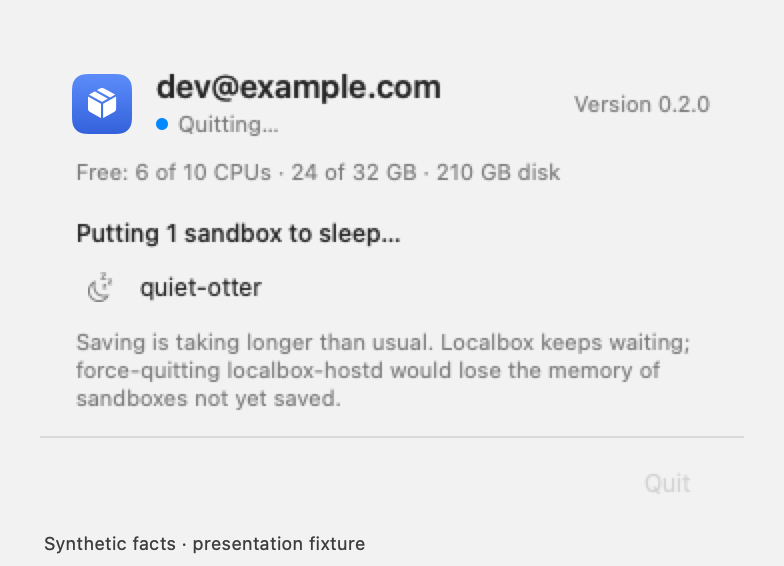 dev@example.com
Version 0.2.0
Quitting...
Free: 6 of 10 CPUs · 24 of 32 GB · 210 GB disk
Putting 1 sandbox to sleep...
quiet-otter
Saving is taking longer than usual. Localbox keeps waiting;
force-quitting localbox-hostd would lose the memory of
sandboxes not yet saved.
Quit
Synthetic facts · presentation fixture